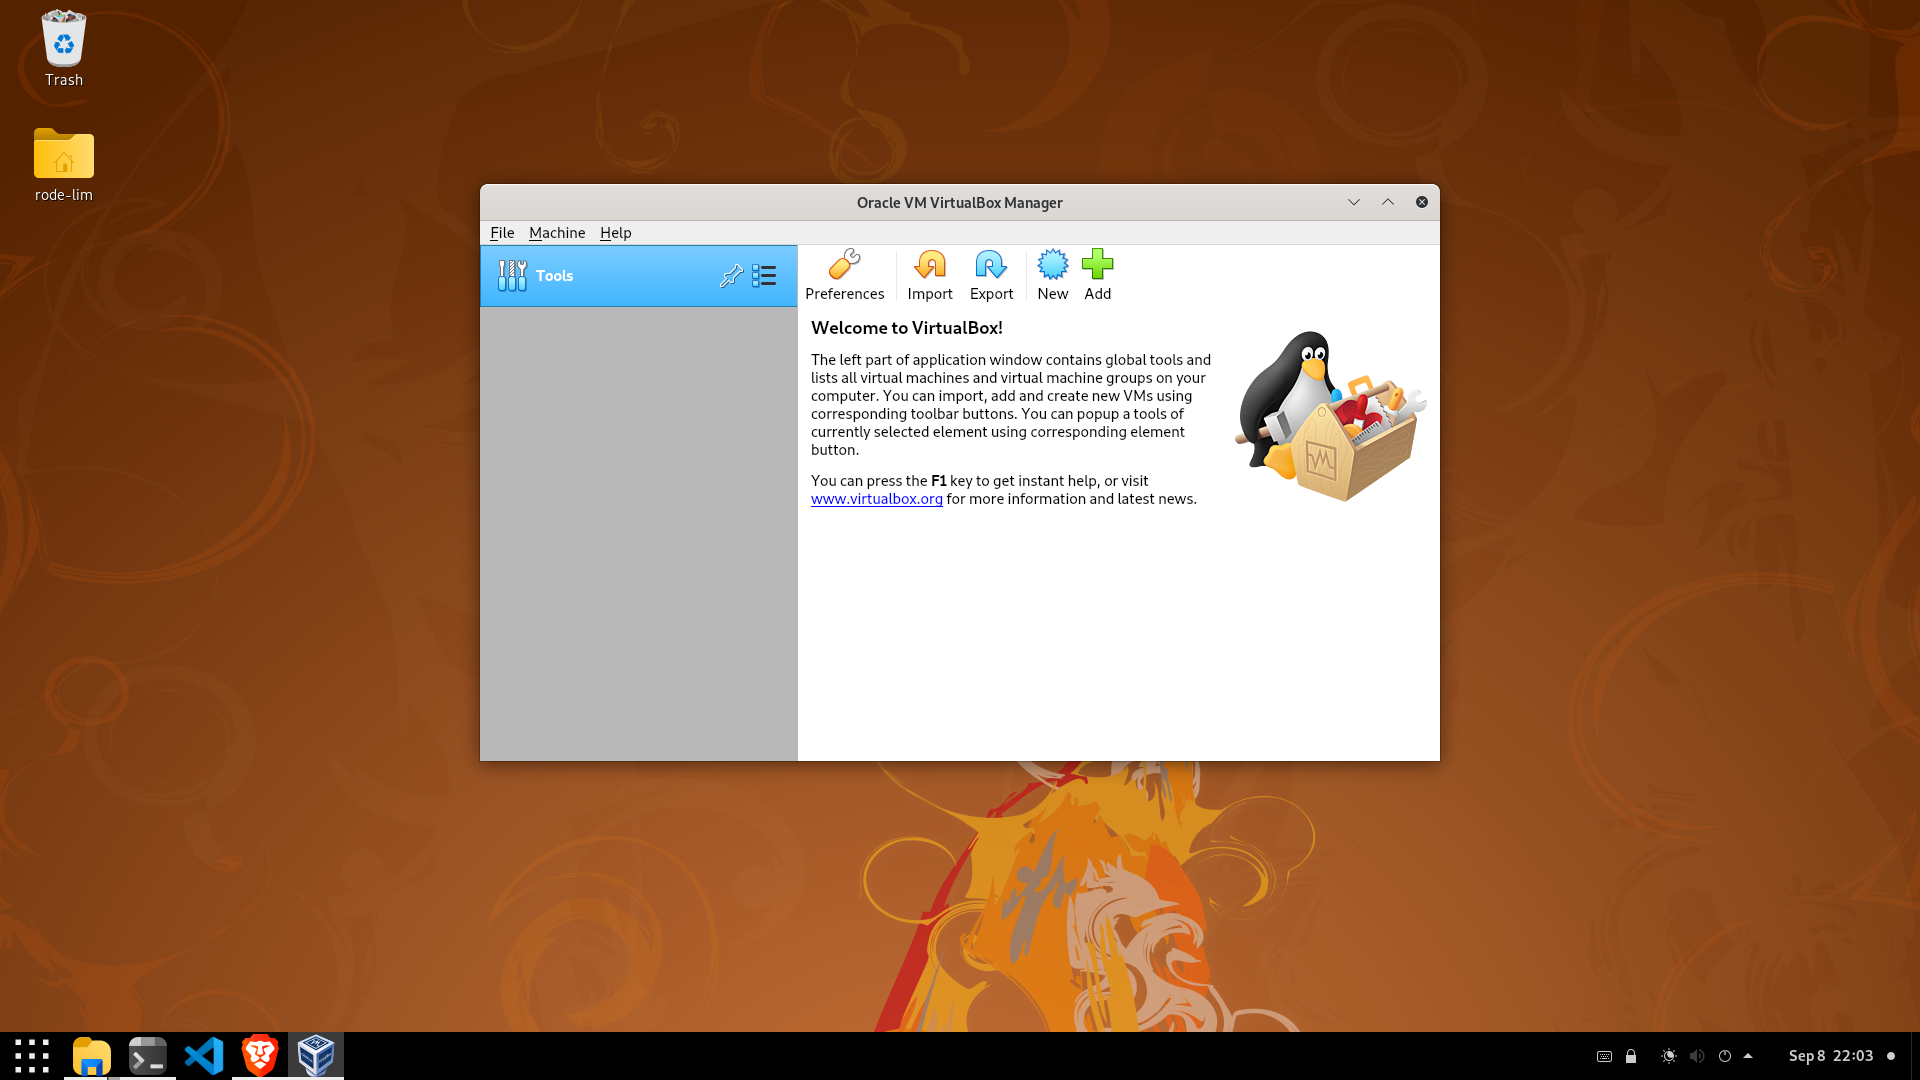 Trash
rode-lim
Oracle VM VirtualBox Manager
File Machine Help
Tools
Preferences Import Export New Add
Welcome to VirtualBox!
The left part of application window contains global tools and
lists all virtual machines and virtual machine groups on your
computer. You can import, add and create new VMs using
corresponding toolbar buttons. You can popup a tools of
currently selected element using corresponding element
button.
You can press the F1 key to get instant help, or visit
www.virtualbox.org for more information and latest news.
Sep 8 22:03